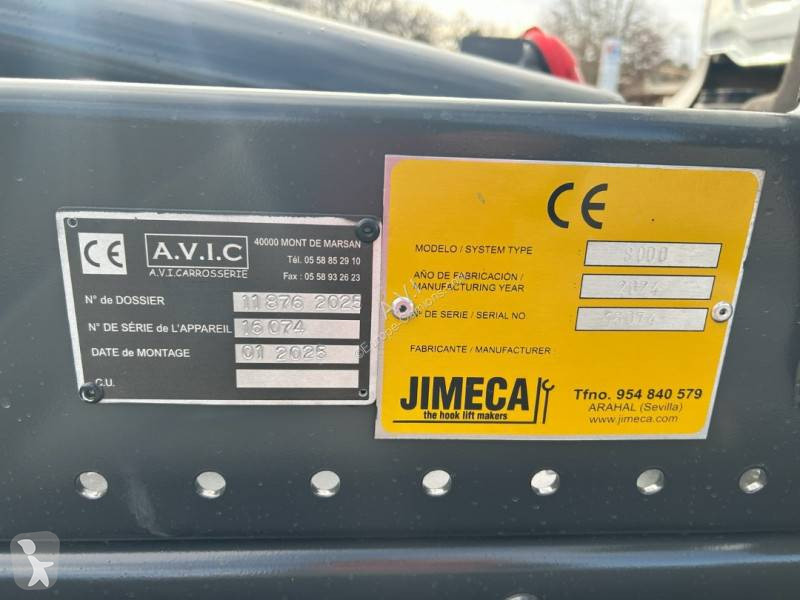 CE
A.V.I.C
A.V.I.CARROSSERIE
40000 MONT DE MARSAN
Tél. 05 58 85 29 10
Fax : 05 58 93 26 23
N° de DOSSIER 11876 2025
N° DE SÉRIE de L'APPAREIL 16074
DATE de MONTAGE 01 2025
C.U.
CE
MODELO / SYSTEM TYPE
AÑO DE FABRICACIÓN /
MANUFACTURING YEAR 2024
Nº DE SERIE / SERIAL NO.
FABRICANTE / MANUFACTURER :
JIMECA
the hook lift makers
Tfno. 954 840 579
ARAHAL (Sevilla)
www.jimeca.com